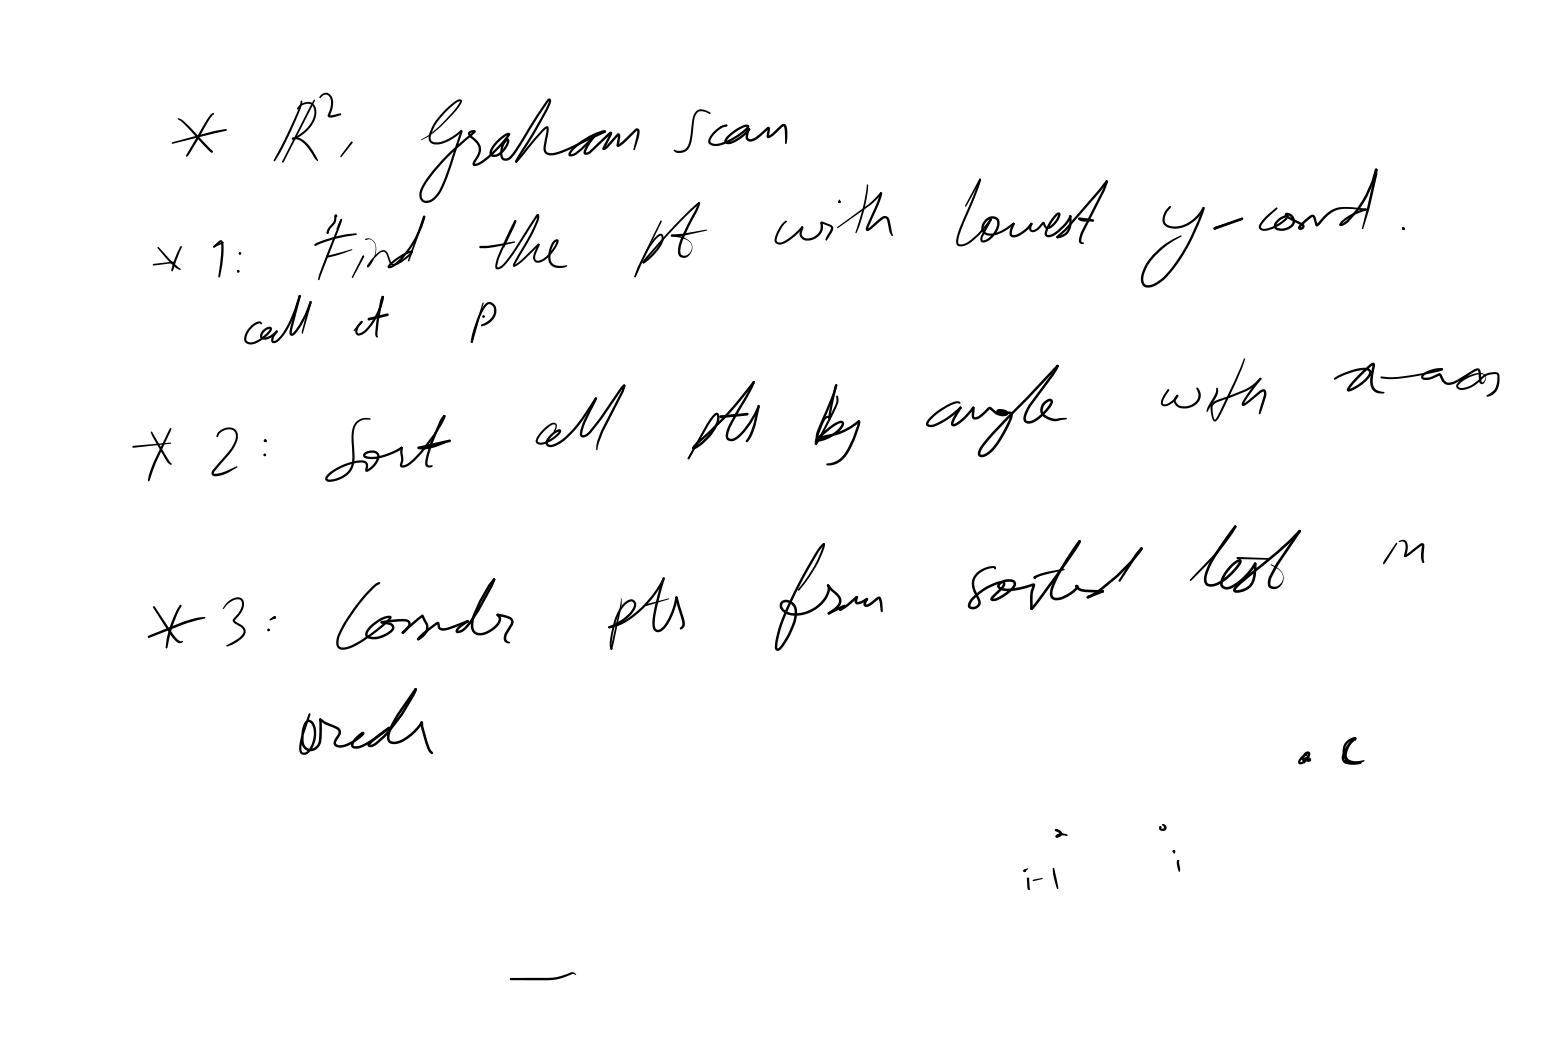 * ℝ², Graham scan
* 1: Find the pt with lowest y-coord.
call it p
* 2: Sort all pts by angle with x-axis
* 3: Consider pts from sorted list in
order
. c
i-1 i